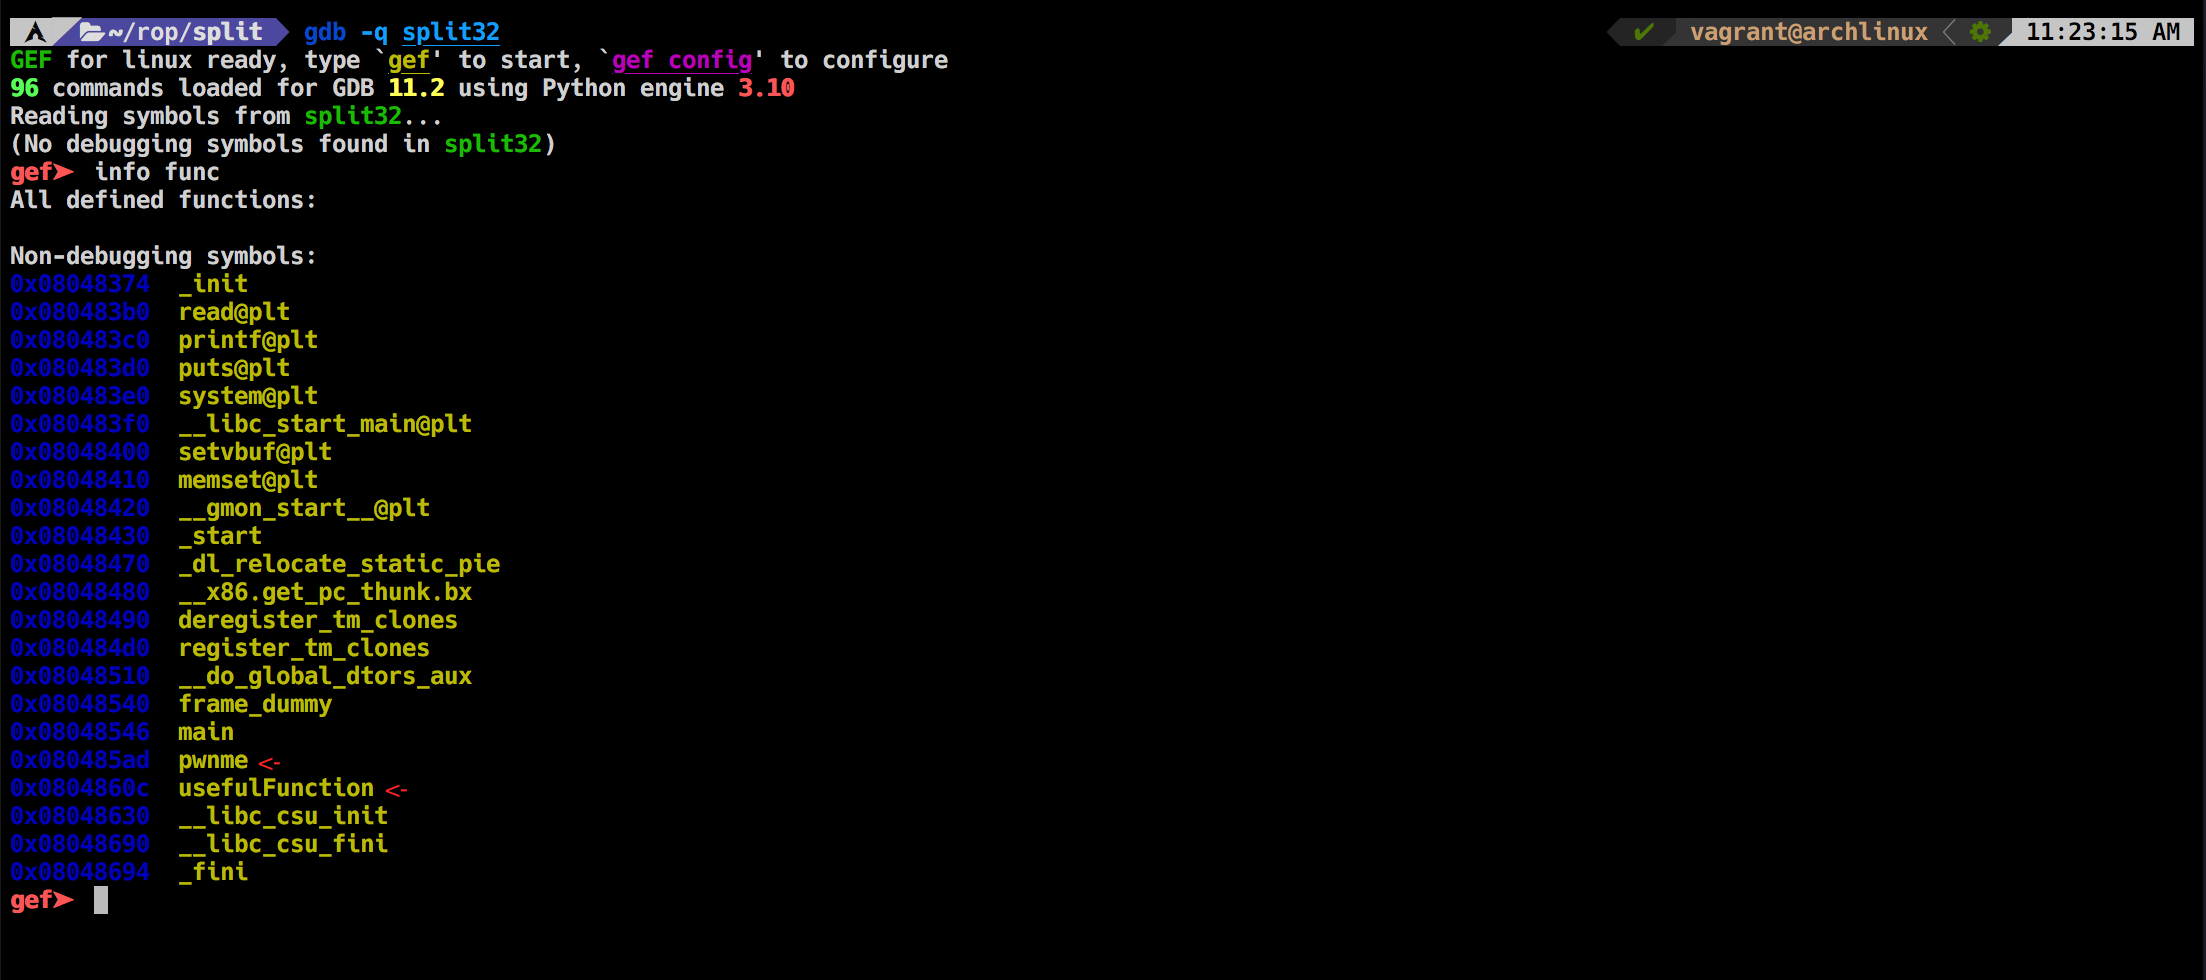 ~/rop/split gdb -q split32 ✔ vagrant@archlinux 11:23:15 AM
GEF for linux ready, type `gef' to start, `gef config' to configure
96 commands loaded for GDB 11.2 using Python engine 3.10
Reading symbols from split32...
(No debugging symbols found in split32)
gef➤ info func
All defined functions:
Non-debugging symbols:
0x08048374 _init
0x080483b0 read@plt
0x080483c0 printf@plt
0x080483d0 puts@plt
0x080483e0 system@plt
0x080483f0 __libc_start_main@plt
0x08048400 setvbuf@plt
0x08048410 memset@plt
0x08048420 __gmon_start__@plt
0x08048430 _start
0x08048470 _dl_relocate_static_pie
0x08048480 __x86.get_pc_thunk.bx
0x08048490 deregister_tm_clones
0x080484d0 register_tm_clones
0x08048510 __do_global_dtors_aux
0x08048540 frame_dummy
0x08048546 main
0x080485ad pwnme <-
0x0804860c usefulFunction <-
0x08048630 __libc_csu_init
0x08048690 __libc_csu_fini
0x08048694 _fini
gef➤